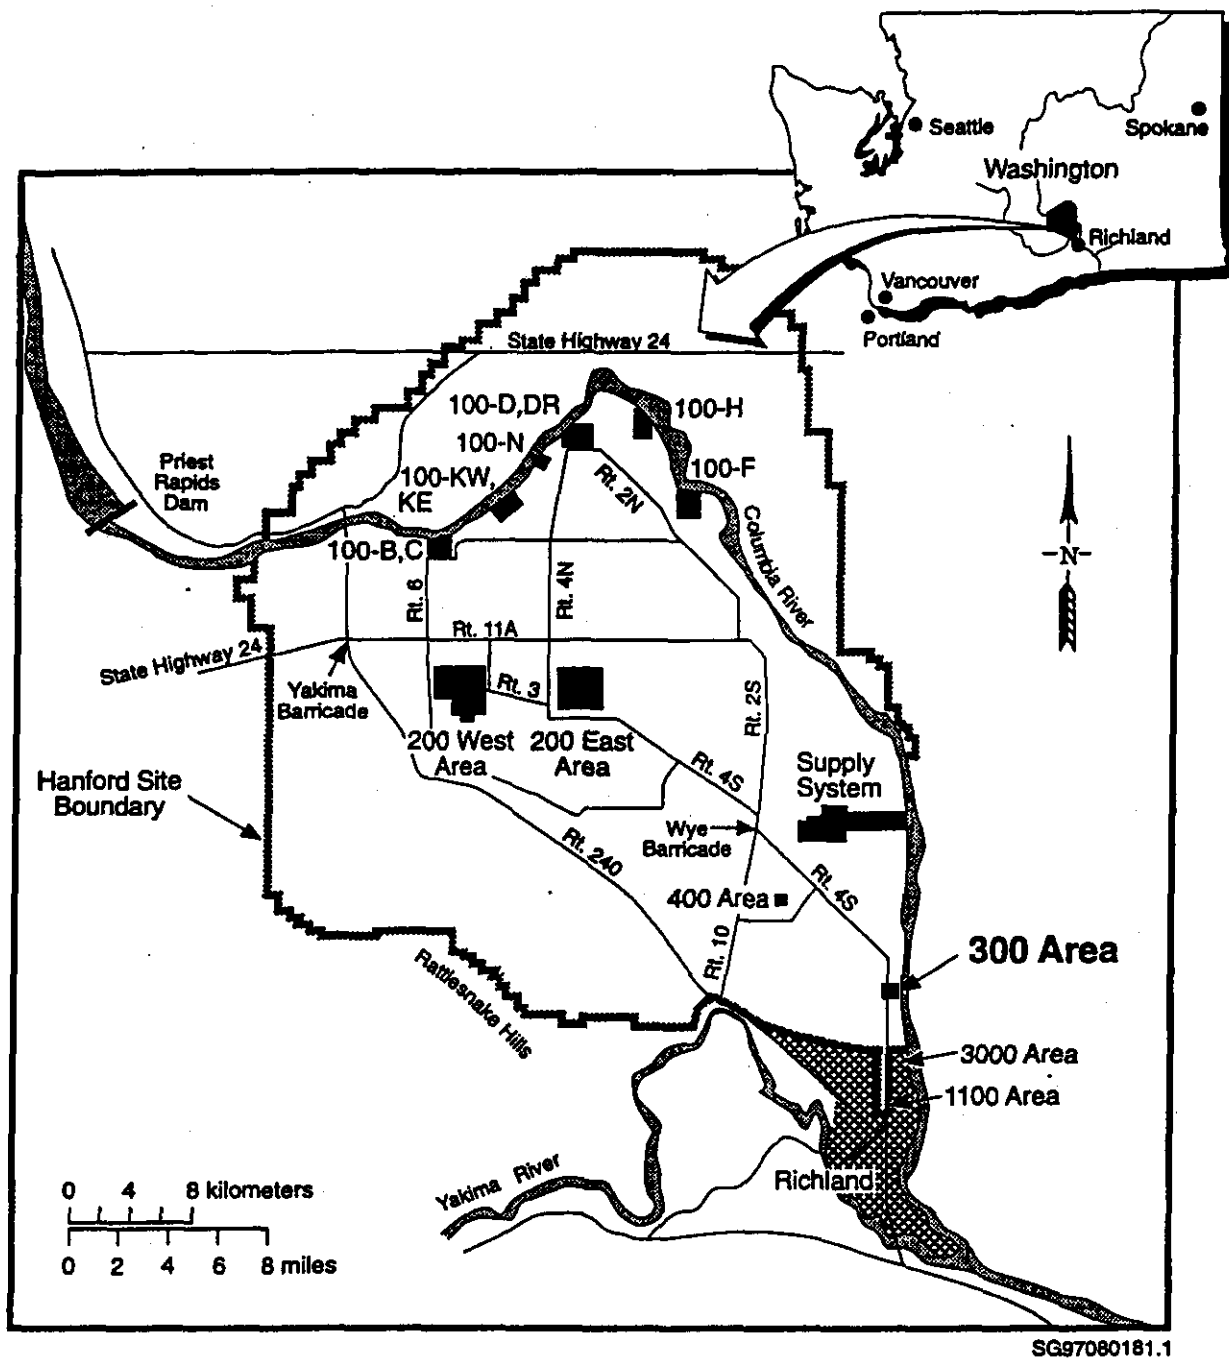 Seattle
Spokane
Washington
Richland
Vancouver
Portland
State Highway 24
100-D,DR
100-H
100-N
100-F
100-KW,
KE
Priest
Rapids
Dam
Rt. 2N
Columbia River
-N-
100-B,C
Rt. 6
Rt. 4N
Rt. 11A
State Highway 24
Yakima
Barricade
Rt. 3
Rt. 2S
200 West
Area
200 East
Area
Hanford Site
Boundary
Rt. 4S
Supply
System
Wye
Barricade
Rt. 240
400 Area
Rt. 4S
Rt. 10
300 Area
Rattlesnake Hills
3000 Area
1100 Area
Richland
Yakima River
0 4 8 kilometers
0 2 4 6 8 miles
SG97080181.1